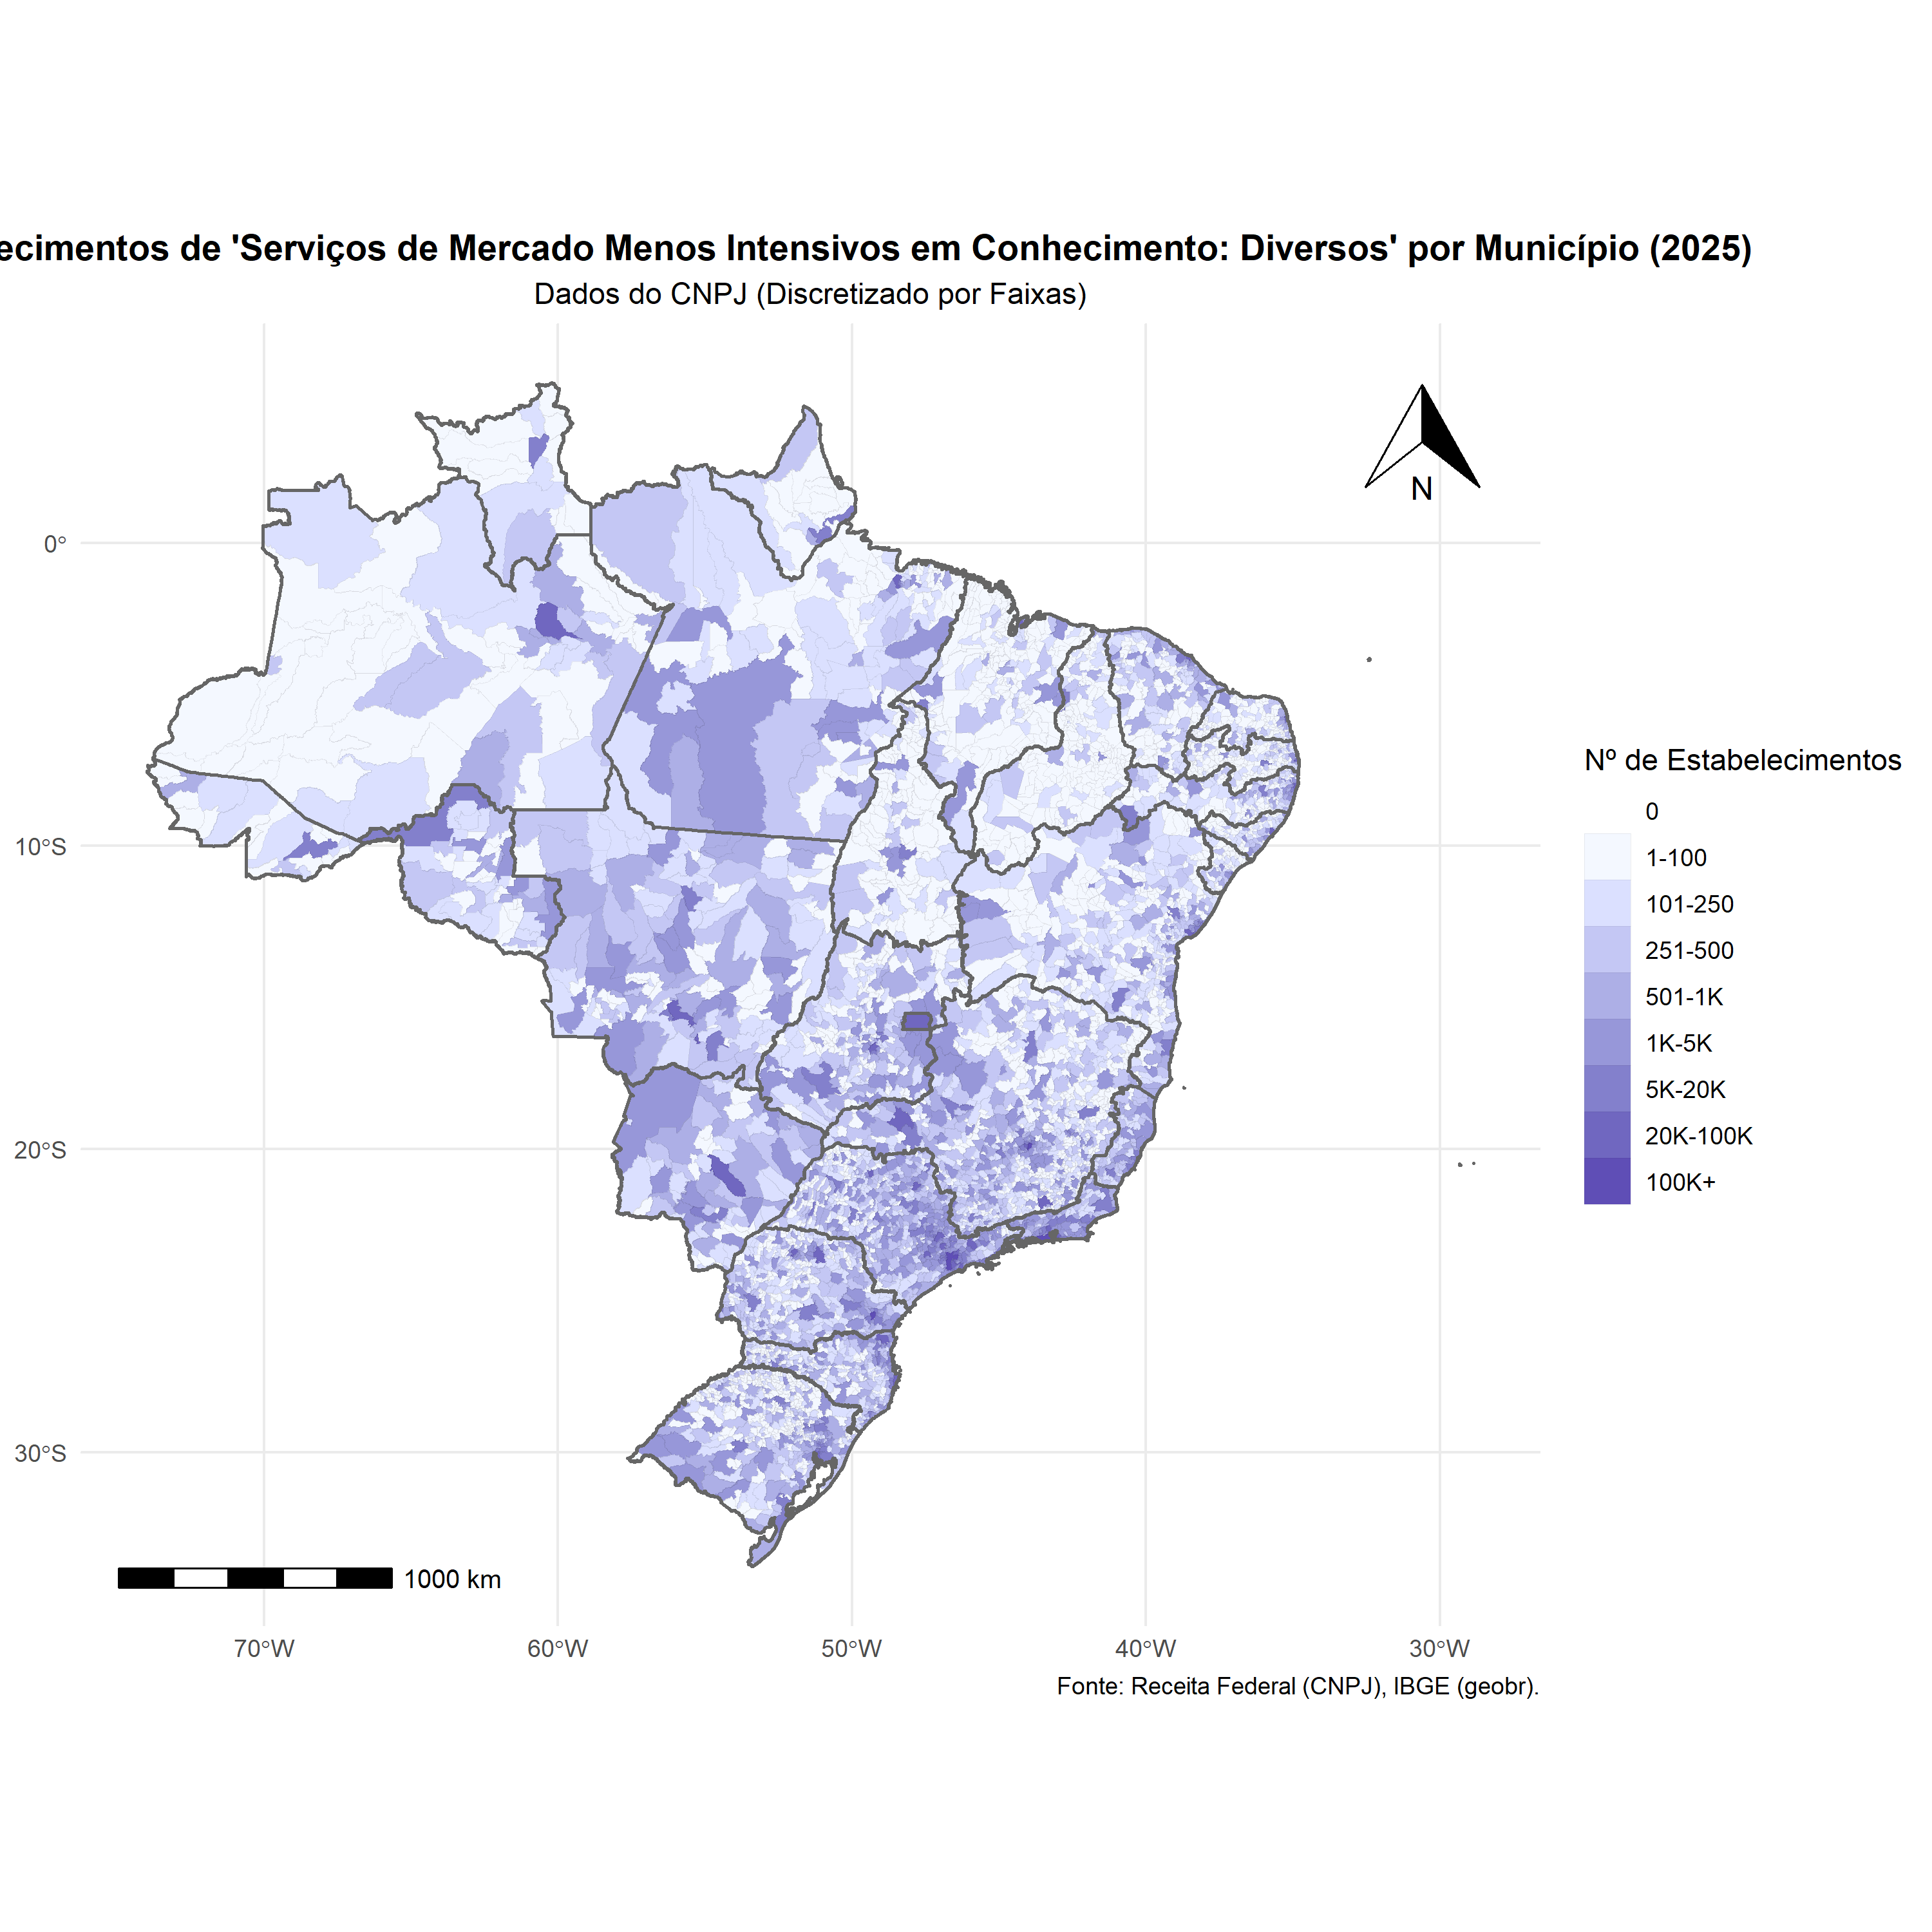 ecimentos de 'Serviços de Mercado Menos Intensivos em Conhecimento: Diversos' por Município (2025)
Dados do CNPJ (Discretizado por Faixas)
N
0°
10°S
20°S
30°S
Nº de Estabelecimentos
0
1-100
101-250
251-500
501-1K
1K-5K
5K-20K
20K-100K
100K+
1000 km
70°W
60°W
50°W
40°W
30°W
Fonte: Receita Federal (CNPJ), IBGE (geobr).